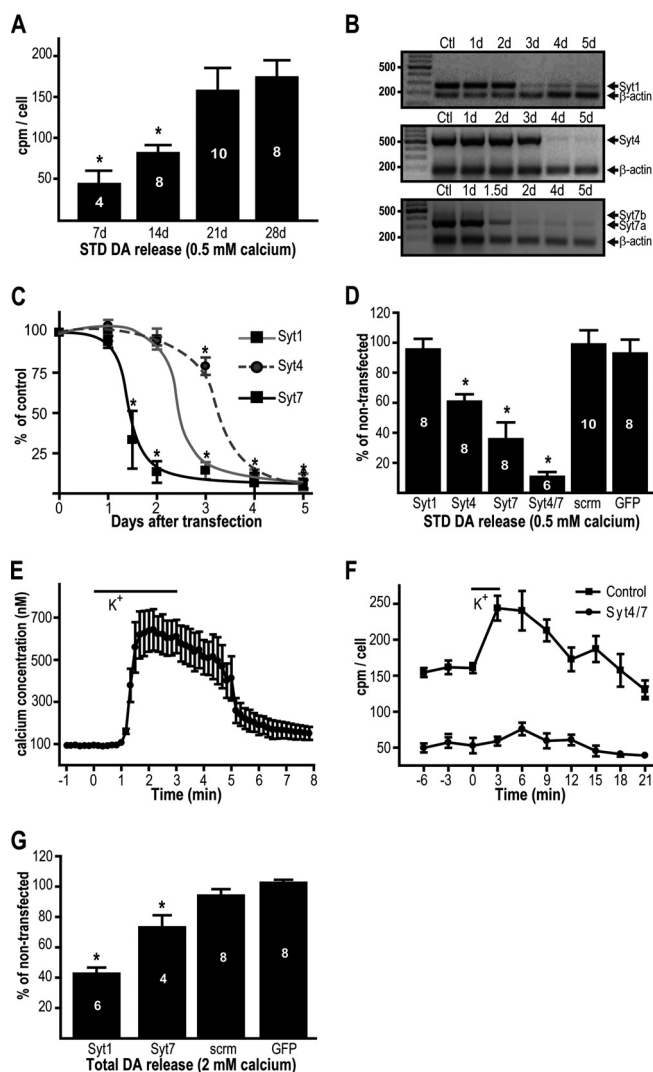 A
cpm / cell
200
150
100
50
*
*
4
8
10
8
7d 14d 21d 28d
STD DA release (0.5 mM calcium)
B
Ctl 1d 2d 3d 4d 5d
500
200
Syt1
β-actin
Ctl 1d 2d 3d 4d 5d
500
200
Syt4
β-actin
Ctl 1d 1.5d 2d 4d 5d
500
200
Syt7b
Syt7a
β-actin
C
% of control
100
75
50
25
Syt1
Syt4
Syt7
* * * * * *
0 1 2 3 4 5
Days after transfection
D
% of non-transfected
120
100
80
60
40
20
* * *
8 8 8 6 10 8
Syt1 Syt4 Syt7 Syt4/7 scrm GFP
STD DA release (0.5 mM calcium)
E
calcium concentration (nM)
700
500
300
100
K+
-1 0 1 2 3 4 5 6 7 8
Time (min)
F
cpm / cell
250
200
150
100
50
K+
Control
Syt4/7
-6 -3 0 3 6 9 12 15 18 21
Time (min)
G
% of non-transfected
120
100
80
60
40
20
* *
6 4 8 8
Syt1 Syt7 scrm GFP
Total DA release (2 mM calcium)